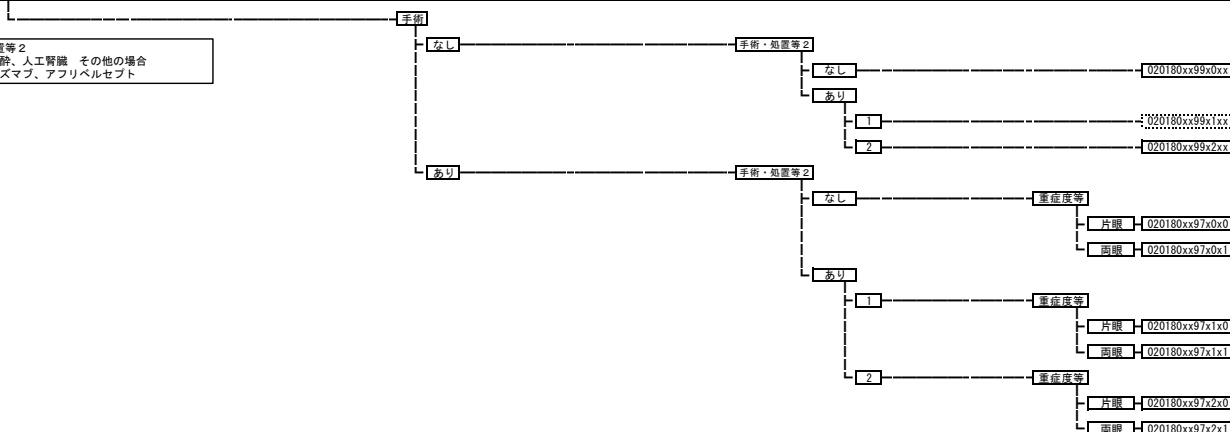 手術
なし
手術・処置等2
なし
020180xx99x0xx
あり
1
020180xx99x1xx
2
020180xx99x2xx
置等2
酔、人工腎臓 その他の場合
ズマブ、アフリベルセプト
あり
手術・処置等2
なし
重症度等
片眼
020180xx97x0x0
両眼
020180xx97x0x1
あり
1
重症度等
片眼
020180xx97x1x0
両眼
020180xx97x1x1
2
重症度等
片眼
020180xx97x2x0
両眼
020180xx97x2x1